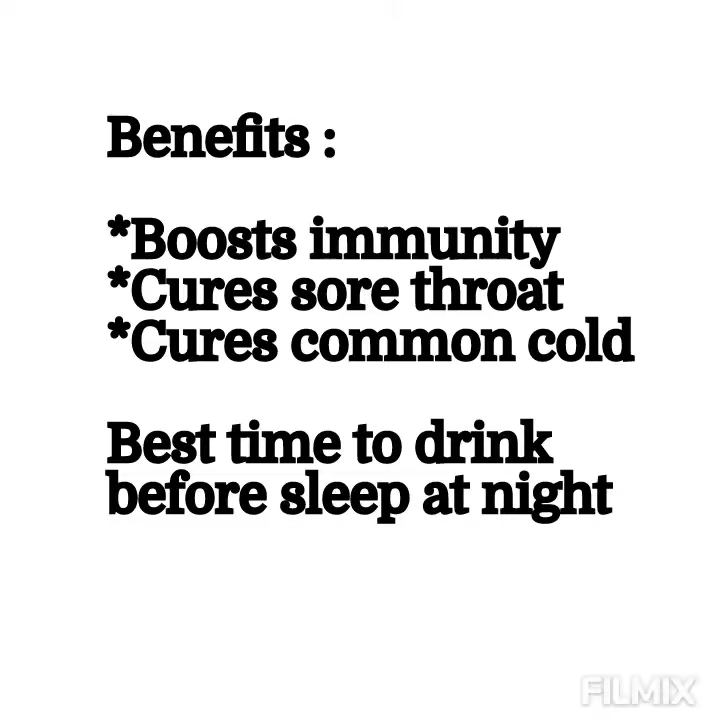 Benefits :
*Boosts immunity
*Cures sore throat
*Cures common cold
Best time to drink
before sleep at night
FILMIX